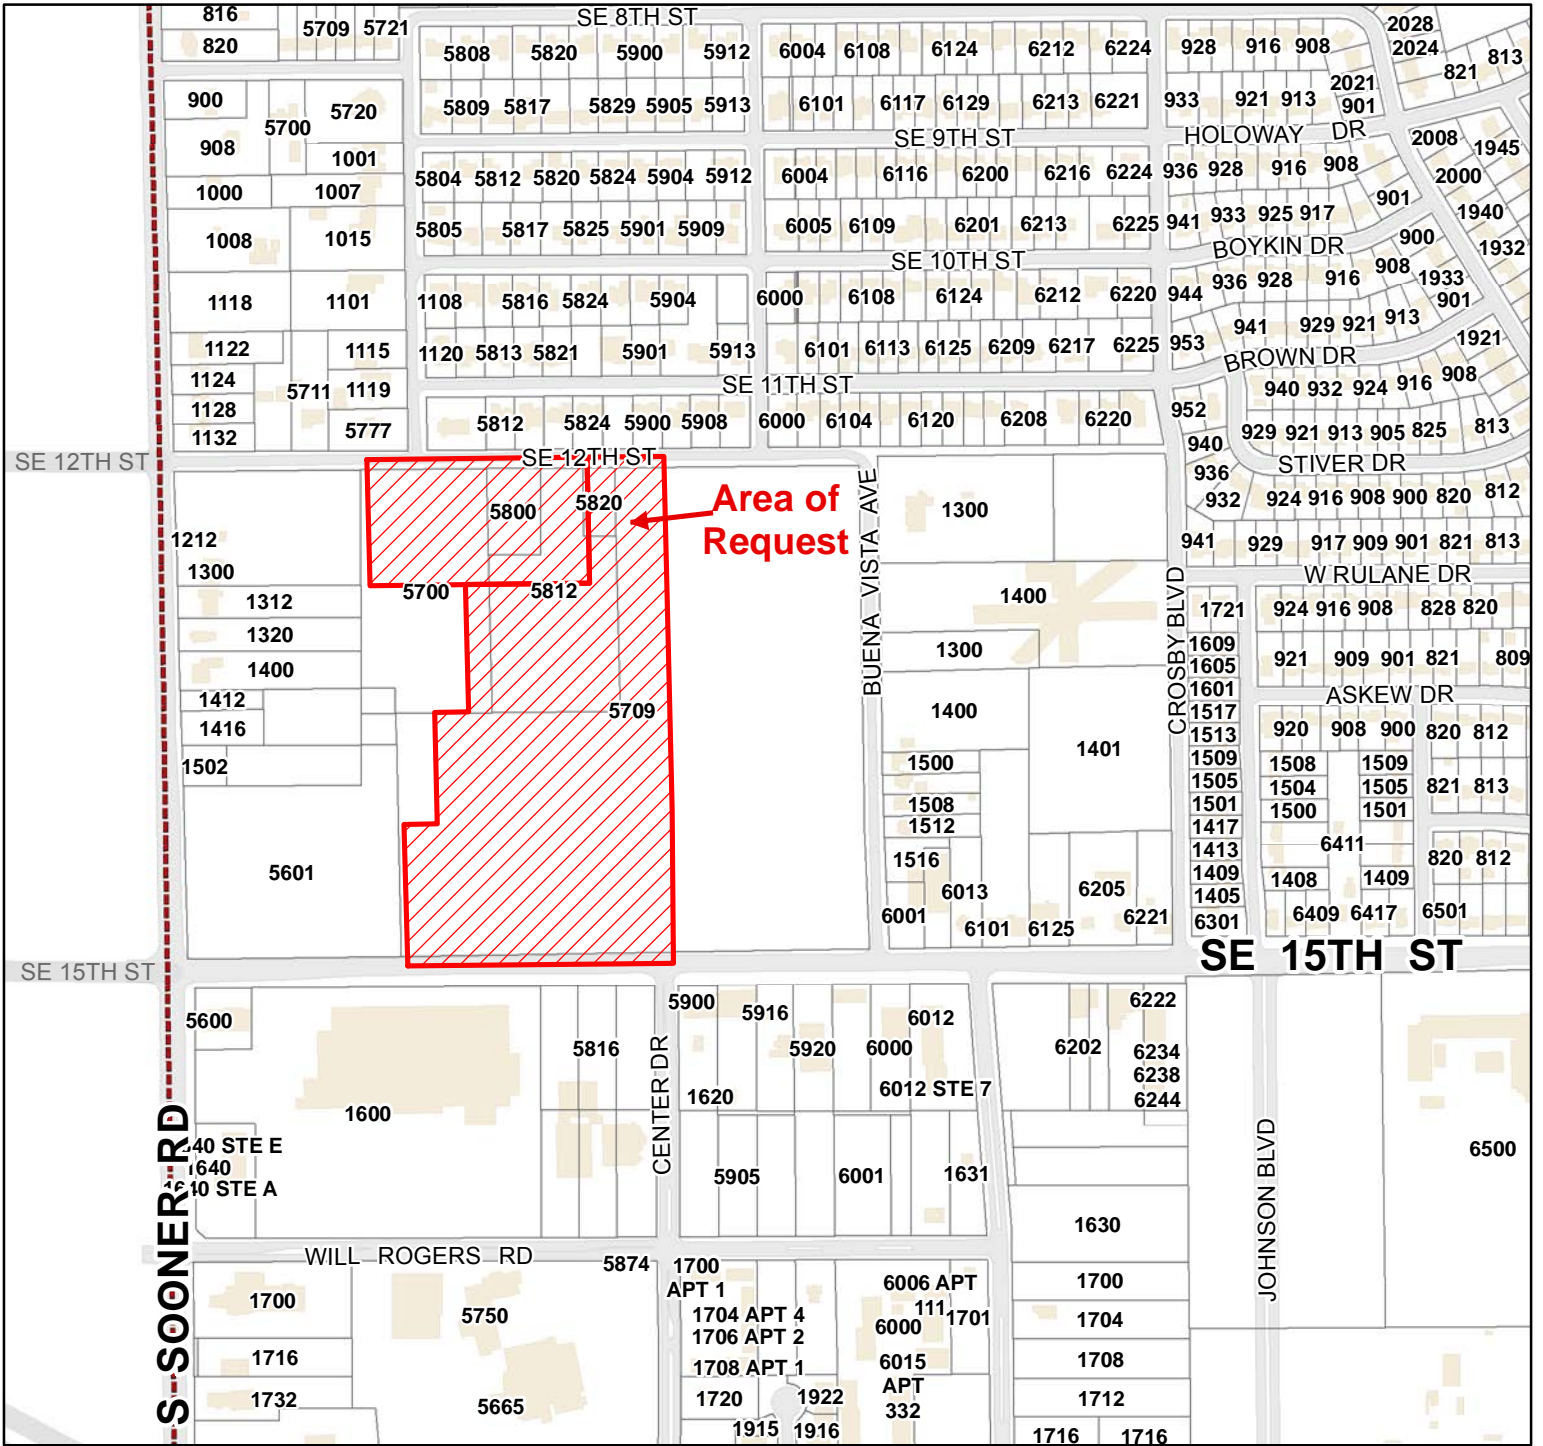 816
5709 5721
SE 8TH ST
2028
820
5808 5820 5900 5912 6004 6108 6124 6212 6224 928 916 908
2024
821 813
900
5720
5809 5817 5829 5905 5913 6101 6117 6129 6213 6221 933 921 913
2021
901
5700
SE 9TH ST
HOLOWAY DR
2008 1945
908
1001
5804 5812 5820 5824 5904 5912 6004 6116 6200 6216 6224 936 928 916 908
2000
1000 1007
901
1940
1008 1015
5805 5817 5825 5901 5909 6005 6109 6201 6213 6225 941 933 925 917
SE 10TH ST
BOYKIN DR
900
1932
1118 1101
1108 5816 5824 5904 6000 6108 6124 6212 6220 944 936 928 916 908
1933
901
1122 1115
1120 5813 5821 5901 5913 6101 6113 6125 6209 6217 6225 953 941 929 921 913
1921
BROWN DR
1124
5711 1119
SE 11TH ST
940 932 924 916 908
1128
1132
5777
5812 5824 5900 5908 6000 6104 6120 6208 6220
952
929 921 913 905 825 813
940
SE 12TH ST
SE 12TH ST
STIVER DR
936
932
924 916 908 900 820 812
5800
5820
Area of
Request
BUENA VISTA AVE
1300
1212
941 929 917 909 901 821 813
1300
W RULANE DR
5700 5812
1312
1400
CROSBY BLVD
1721 924 916 908 828 820
1320
1300
1609
1605
921 909 901 821 809
1400
1601
ASKEW DR
1412
5709
1400
1517
1416
1513
920 908 900 820 812
1401
1502
1500
1509
1508 1509
1505
1504 1505
821 813
1508
1501
1500 1501
1512
1417
1413
6411
1516
820 812
5601
1409
1408 1409
6013 6205
1405
6001
6101 6125 6221
6301
6409 6417 6501
SE 15TH ST
SE 15TH ST
5600
5900
5916
6012
6222
CENTER DR
5816
5920 6000
6202
6234
6238
6244
1620
6012 STE 7
1600
S SOONER RD
640 STE E
1640
1640 STE A
5905 6001 1631
JOHNSON BLVD
6500
1630
WILL ROGERS RD
5874 1700
APT 1
1700
5750
6006 APT
111
1701
1700
1704 APT 4
6000
1704
1706 APT 2
1716
1708 APT 1
6015
APT
332
1708
1732
5665
1720 1922
1712
1915 1916
1716 1716